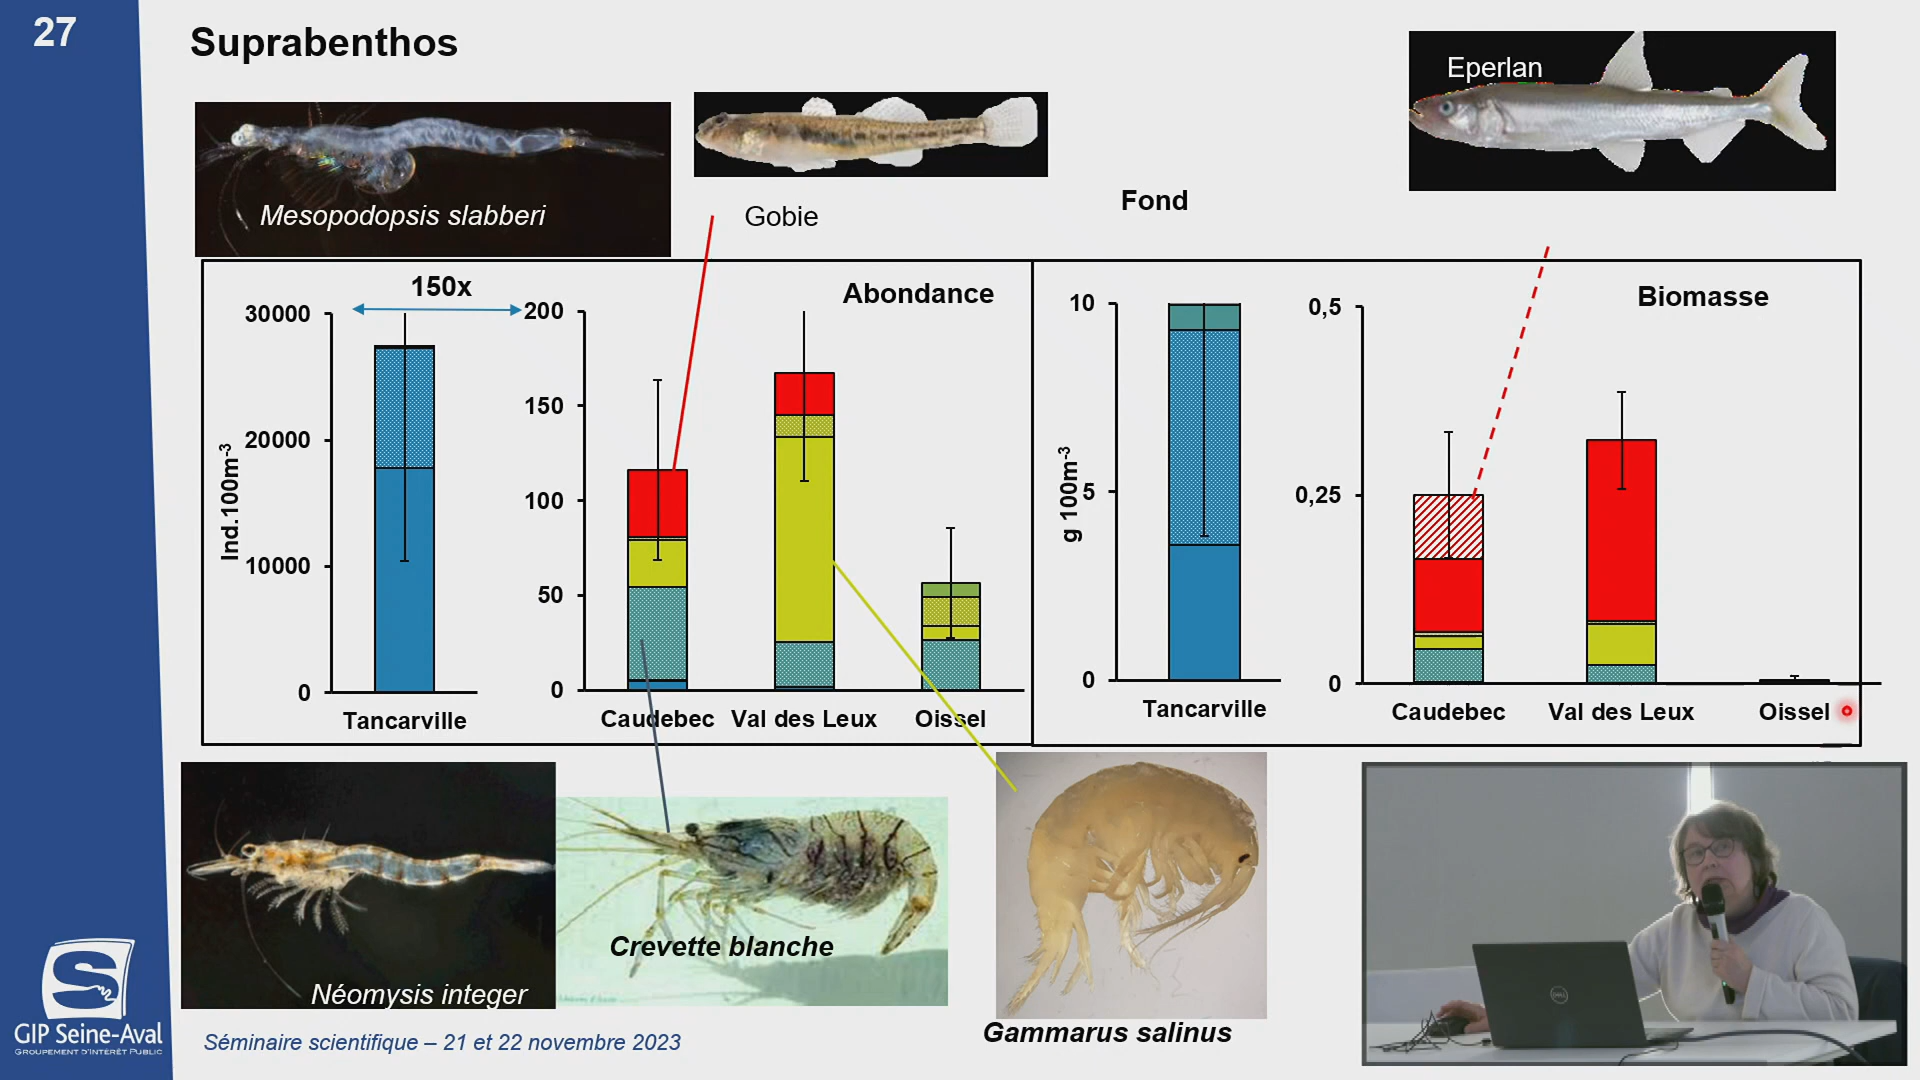 27
Suprabenthos
Eperlan
Mesopodopsis slabberi
Gobie
Fond
150x
Abondance
Biomasse
30000
20000
10000
0
Ind.100m-3
Tancarville
200
150
100
50
0
Caudebec Val des Leux Oissel
10
5
0
g 100m-3
Tancarville
0,5
0,25
0
Caudebec Val des Leux Oissel
Crevette blanche
Néomysis integer
Gammarus salinus
S
GIP Seine-Aval
GROUPEMENT D'INTÉRÊT PUBLIC
Séminaire scientifique – 21 et 22 novembre 2023
DELL